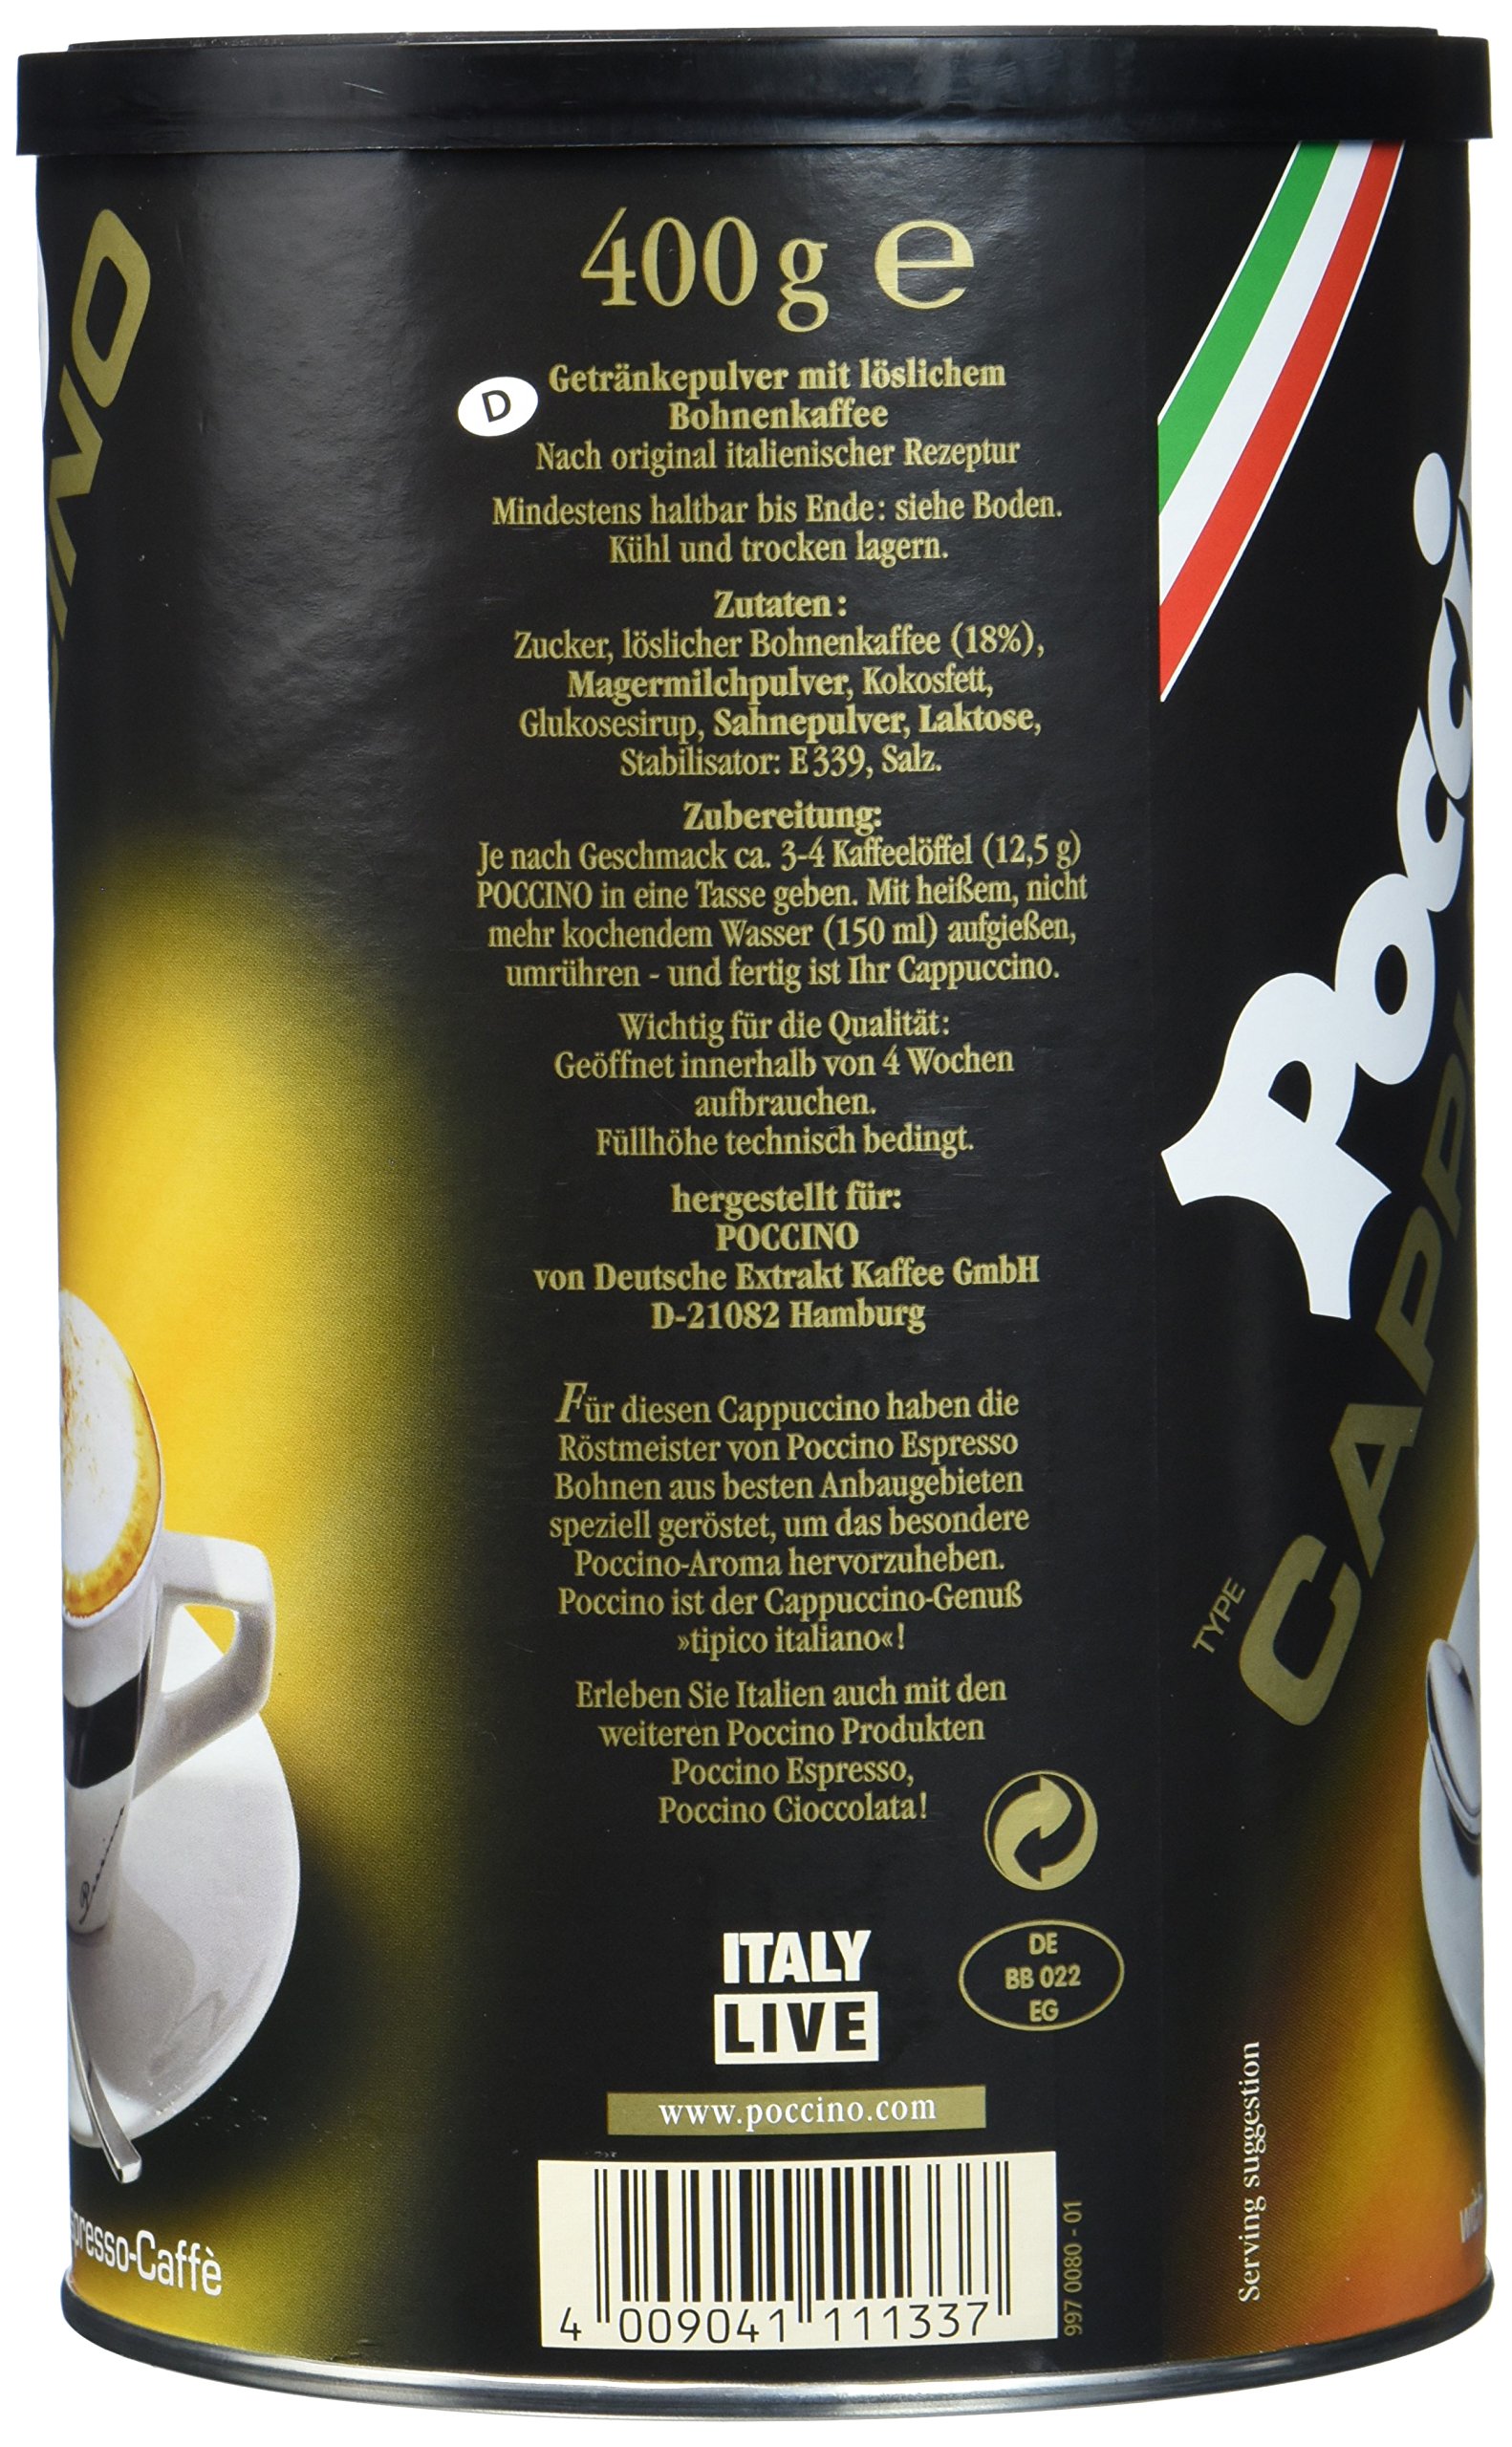 400 g e
D
Getränkepulver mit löslichem
Bohnenkaffee
Nach original italienischer Rezeptur
Mindestens haltbar bis Ende: siehe Boden.
Kühl und trocken lagern.
Zutaten:
Zucker, löslicher Bohnenkaffee (18%),
Magermilchpulver, Kokosfett,
Glukosesirup, Sahnepulver, Laktose,
Stabilisator: E 339, Salz.
Zubereitung:
Je nach Geschmack ca. 3-4 Kaffeelöffel (12,5 g)
POCCINO in eine Tasse geben. Mit heißem, nicht
mehr kochendem Wasser (150 ml) aufgießen,
umrühren - und fertig ist Ihr Cappuccino.
Wichtig für die Qualität:
Geöffnet innerhalb von 4 Wochen
aufbrauchen.
Füllhöhe technisch bedingt.
hergestellt für:
POCCINO
von Deutsche Extrakt Kaffee GmbH
D-21082 Hamburg
Für diesen Cappuccino haben die
Röstmeister von Poccino Espresso
Bohnen aus besten Anbaugebieten
speziell geröstet, um das besondere
Poccino-Aroma hervorzuheben.
Poccino ist der Cappuccino-Genuß
»tipico italiano«!
Erleben Sie Italien auch mit den
weiteren Poccino Produkten
Poccino Espresso,
Poccino Cioccolata!
ITALY
LIVE
DE
BB 022
EG
www.poccino.com
4 009041 111337
997 0080 - 01
INO
presso-Caffè
Pocci
TYPE
CAPP
Serving suggestion